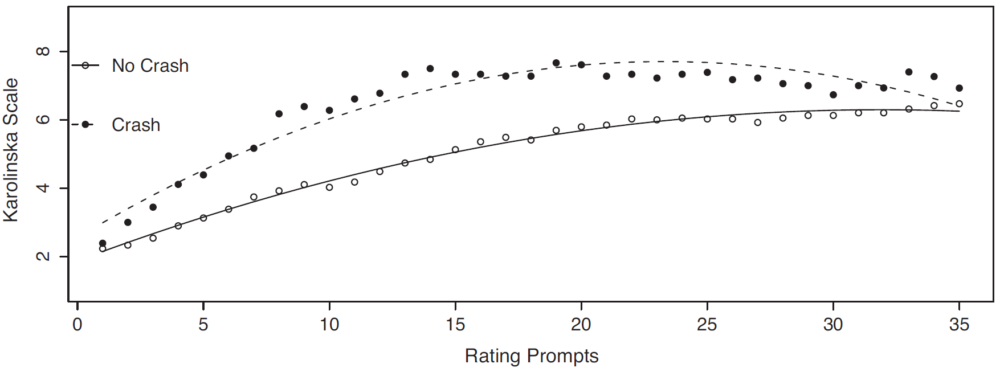 Karolinska Scale
8
6
4
2
No Crash
Crash
0 5 10 15 20 25 30 35
Rating Prompts